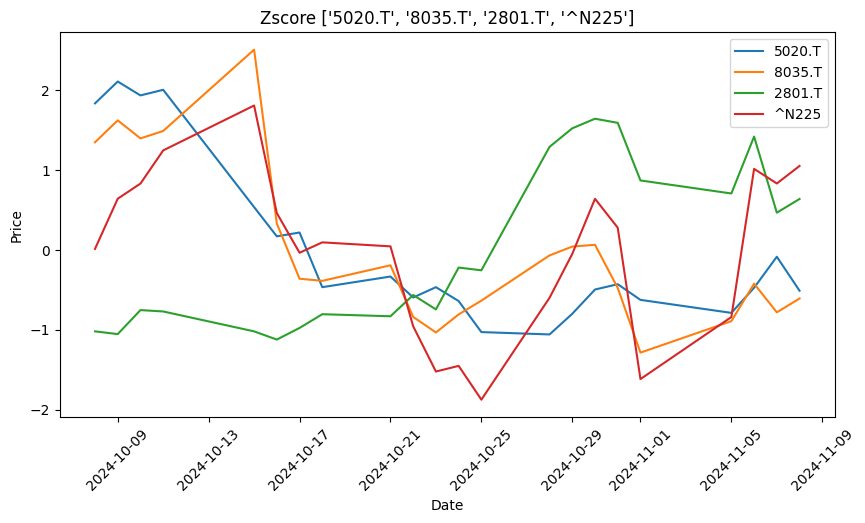 Zscore ['5020.T', '8035.T', '2801.T', '^N225']
5020.T
8035.T
2801.T
^N225
Price
2
1
0
−1
−2
2024-10-09
2024-10-13
2024-10-17
2024-10-21
2024-10-25
2024-10-29
2024-11-01
2024-11-05
2024-11-09
Date